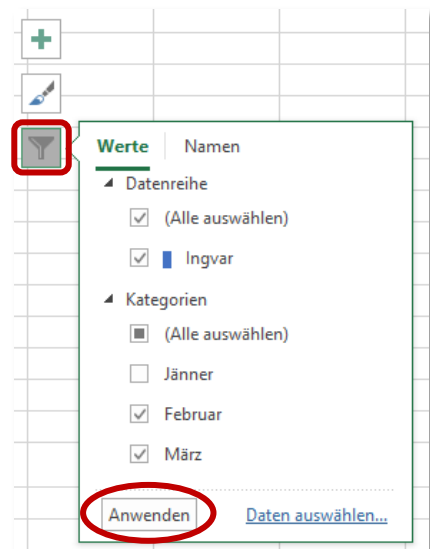 Werte Namen
Datenreihe
(Alle auswählen)
Ingvar
Kategorien
(Alle auswählen)
Jänner
Februar
März
Anwenden Daten auswählen...